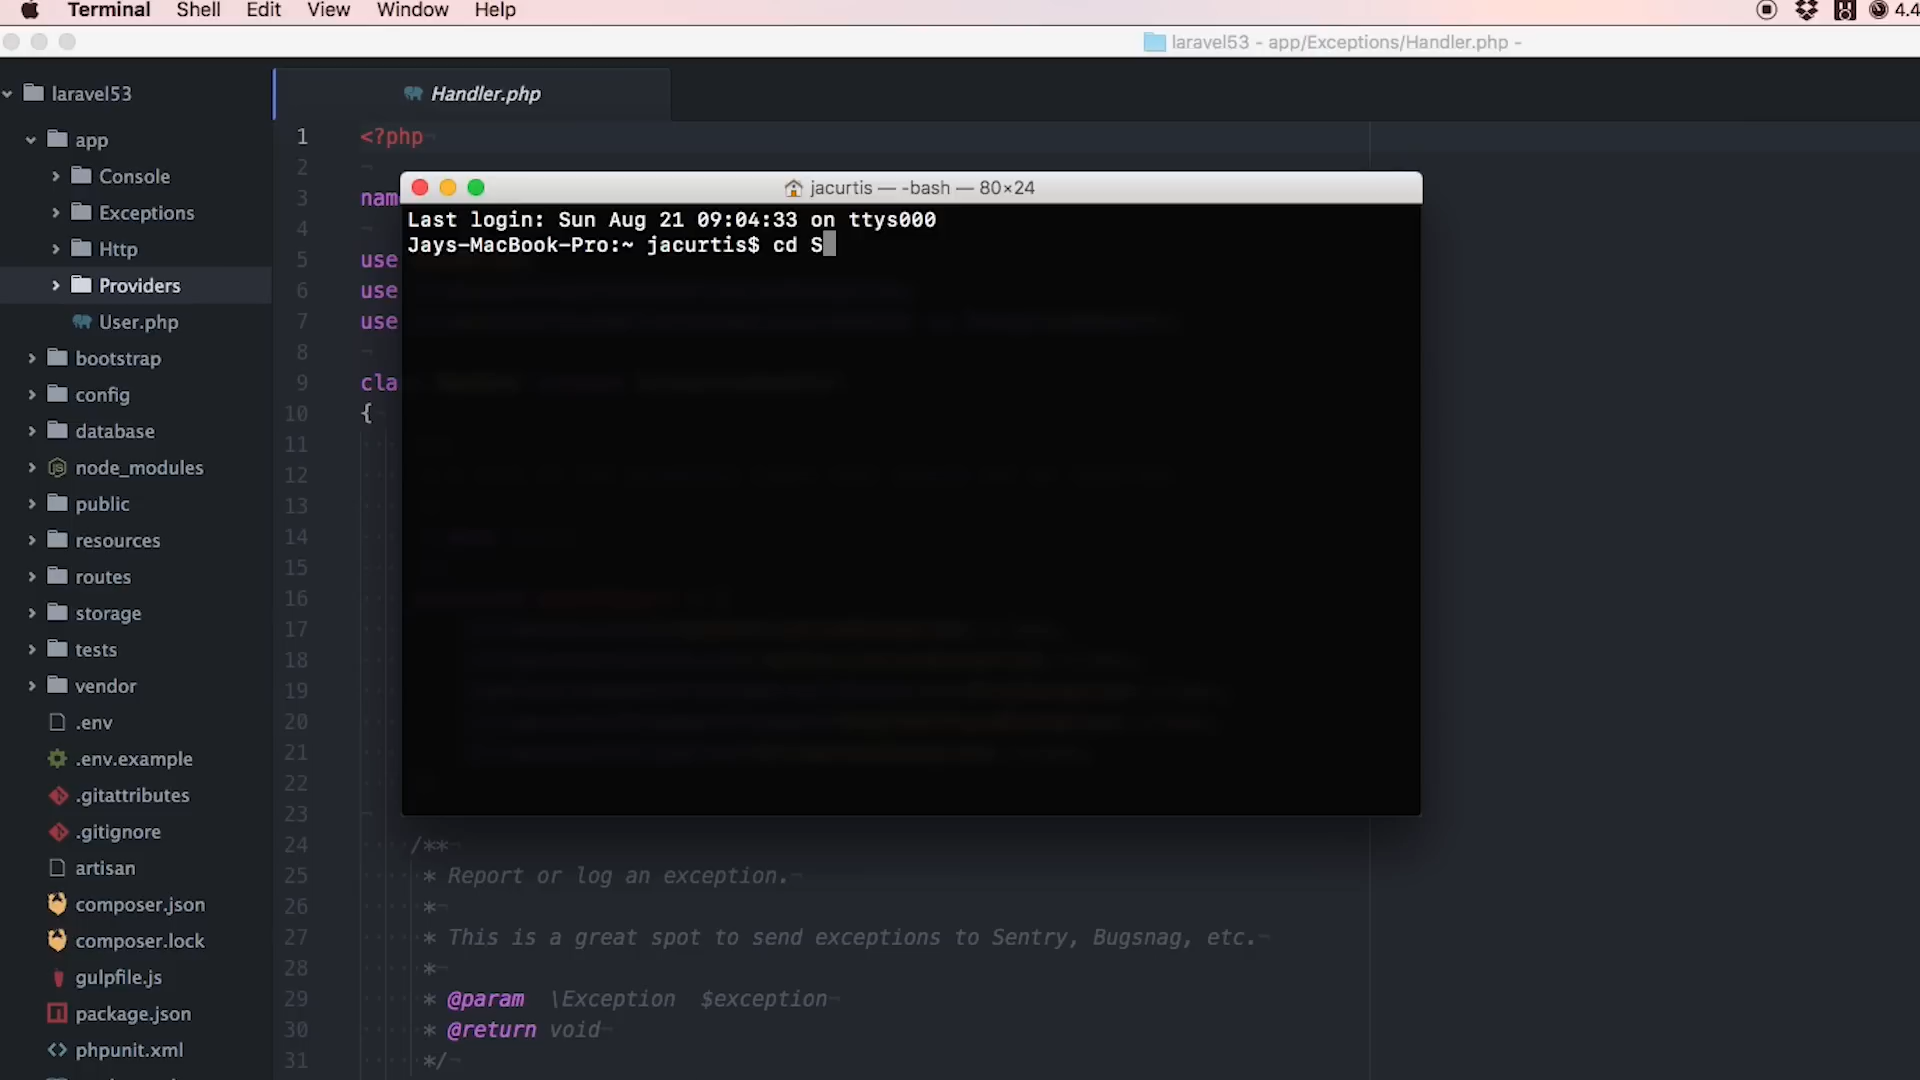 Terminal Shell Edit View Window Help 4.4
laravel53 - app/Exceptions/Handler.php -
laravel53
app
Console
Exceptions
Http
Providers
User.php
bootstrap
config
database
node_modules
public
resources
routes
storage
tests
vendor
.env
.env.example
.gitattributes
.gitignore
artisan
composer.json
composer.lock
gulpfile.js
package.json
phpunit.xml
Handler.php
1 <?php
2
3 nam
4
5 use
6 use
7 use
8
9 cla
10 {
11
12
13
14
15
16
17
18
19
20
21
22
23
24 /**
25 * Report or log an exception.
26 *
27 * This is a great spot to send exceptions to Sentry, Bugsnag, etc.
28 *
29 * @param \Exception $exception
30 * @return void
31 */
jacurtis — -bash — 80×24
Last login: Sun Aug 21 09:04:33 on ttys000
Jays-MacBook-Pro:~ jacurtis$ cd S